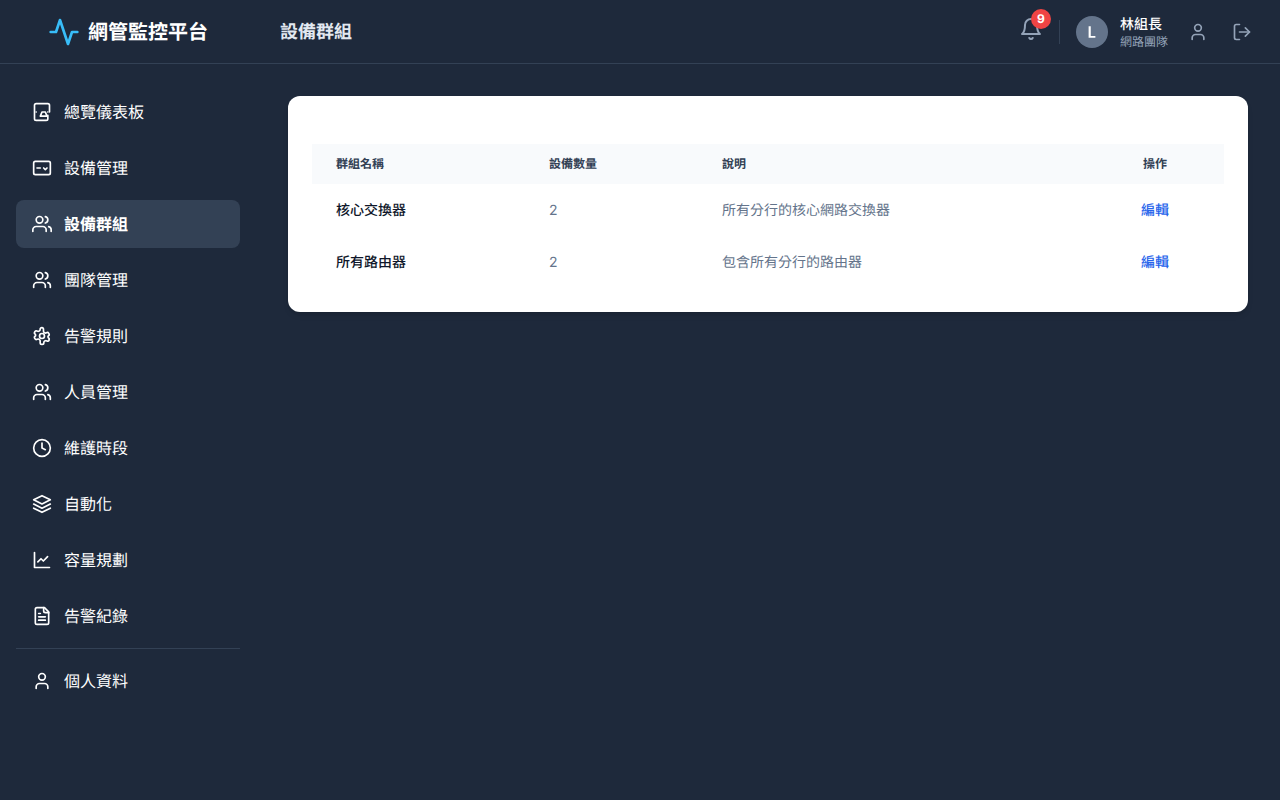 網管監控平台
設備群組
9
L
林組長
網路團隊
總覽儀表板
設備管理
設備群組
團隊管理
告警規則
人員管理
維護時段
自動化
容量規劃
告警紀錄
個人資料
群組名稱 設備數量 說明 操作
核心交換器 2 所有分行的核心網路交換器 編輯
所有路由器 2 包含所有分行的路由器 編輯